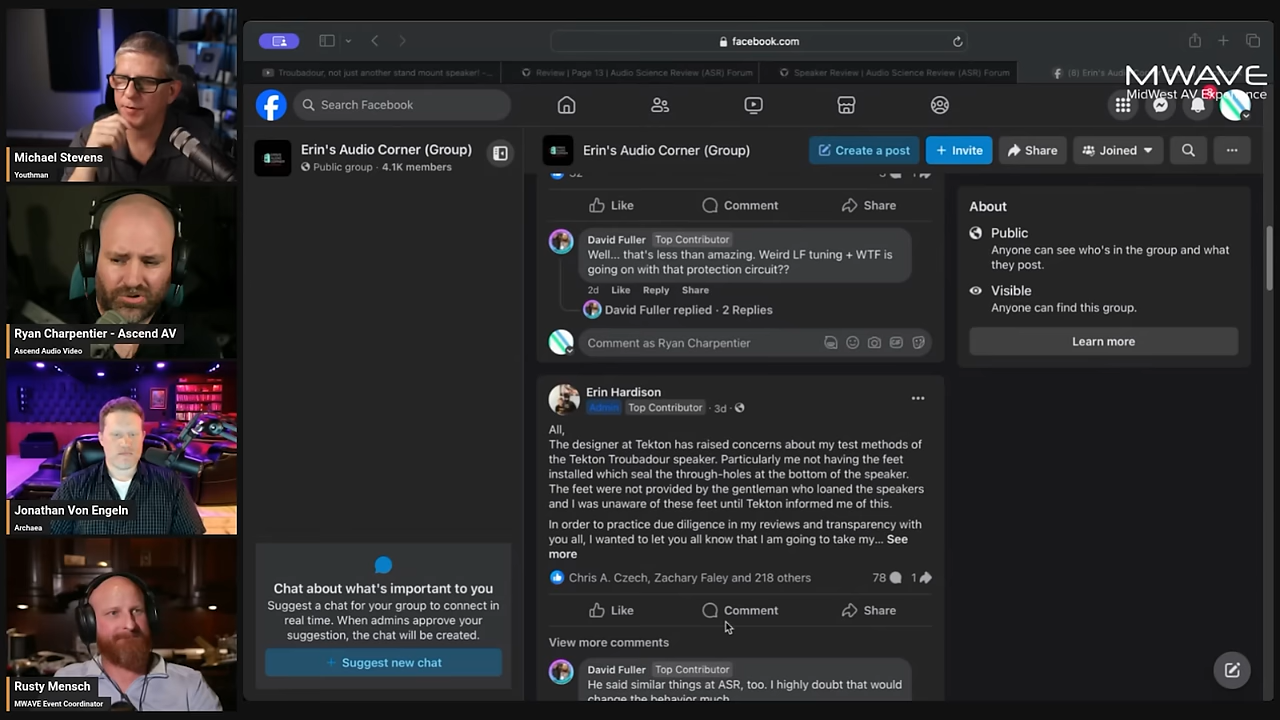 Michael Stevens
Youthman
Ryan Charpentier - Ascend AV
Ascend Audio Video
Jonathan Von Engeln
Archaea
Rusty Mensch
MWAVE Event Coordinator
facebook.com
Troubadour, not just another stand mount speaker! -...
Review | Page 13 | Audio Science Review (ASR) Forum
Speaker Review | Audio Science Review (ASR) Forum
(8) Erin's Au
MWAVE
MidWest AV Experience
Search Facebook
Erin's Audio Corner (Group)
Public group · 4.1K members
Erin's Audio Corner (Group)
Create a post
+ Invite
Share
Joined
Like
Comment
Share
David Fuller Top Contributor
Well... that's less than amazing. Weird LF tuning + WTF is
going on with that protection circuit??
2d Like Reply Share
David Fuller replied · 2 Replies
Comment as Ryan Charpentier
Erin Hardison
Admin Top Contributor · 3d ·
All,
The designer at Tekton has raised concerns about my test methods of
the Tekton Troubadour speaker. Particularly me not having the feet
installed which seal the through-holes at the bottom of the speaker.
The feet were not provided by the gentleman who loaned the speakers
and I was unaware of these feet until Tekton informed me of this.
In order to practice due diligence in my reviews and transparency with
you all, I wanted to let you all know that I am going to take my... See
more
Chris A. Czech, Zachary Faley and 218 others
78
1
Like
Comment
Share
View more comments
David Fuller Top Contributor
He said similar things at ASR, too. I highly doubt that would
change the behavior much
About
Public
Anyone can see who's in the group and what
they post.
Visible
Anyone can find this group.
Learn more
Chat about what's important to you
Suggest a chat for your group to connect in
real time. When admins approve your
suggestion, the chat will be created.
+ Suggest new chat